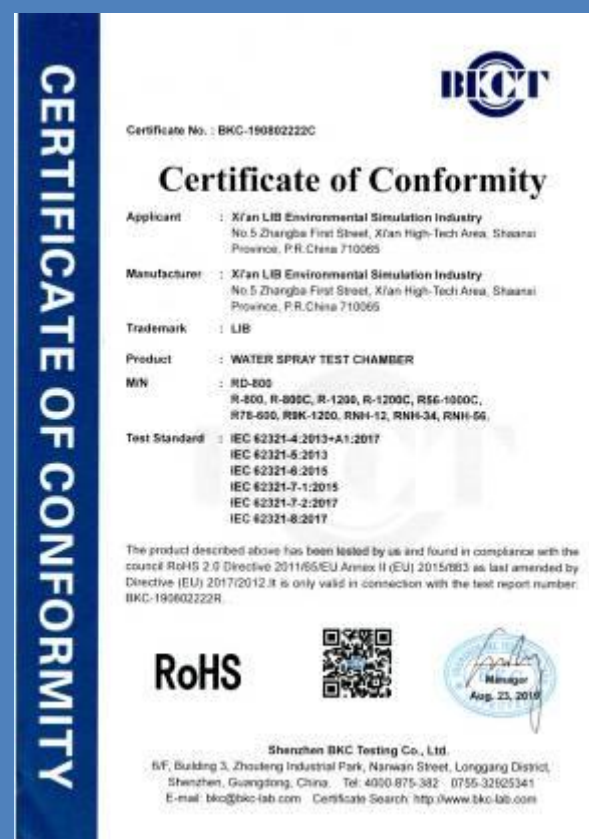 CERTIFICATE OF CONFORMITY
BKCT
Certificate No. : BKC-190802222C
Certificate of Conformity
Applicant : Xi'an LIB Environmental Simulation Industry
No.5 Zhangba First Street, Xi'an High-Tech Area, Shaanxi
Province, P.R.China 710065
Manufacturer : Xi'an LIB Environmental Simulation Industry
No.5 Zhangba First Street, Xi'an High-Tech Area, Shaanxi
Province, P.R.China 710065
Trademark : LIB
Product : WATER SPRAY TEST CHAMBER
M/N : RD-800
R-800, R-800C, R-1200, R-1200C, R56-1000C,
R78-600, R9K-1200, RNH-12, RNH-34, RNH-56.
Test Standard : IEC 62321-4:2013+A1:2017
IEC 62321-5:2013
IEC 62321-6:2015
IEC 62321-7-1:2015
IEC 62321-7-2:2017
IEC 62321-8:2017
The product described above has been tested by us and found in compliance with the
council RoHS 2.0 Directive 2011/65/EU Annex II (EU) 2015/863 as last amended by
Directive (EU) 2017/2012.It is only valid in connection with the test report number:
BKC-190802222R.
RoHS
Manager
Aug. 23, 2019
Shenzhen BKC Testing Co., Ltd.
6/F, Building 3, Zhouteng Industrial Park, Nanwan Street, Longgang District,
Shenzhen, Guangdong, China. Tel: 4000-875-382 0755-32925341
E-mail: bkc@bkc-lab.com Certificate Search: http://www.bkc-lab.com